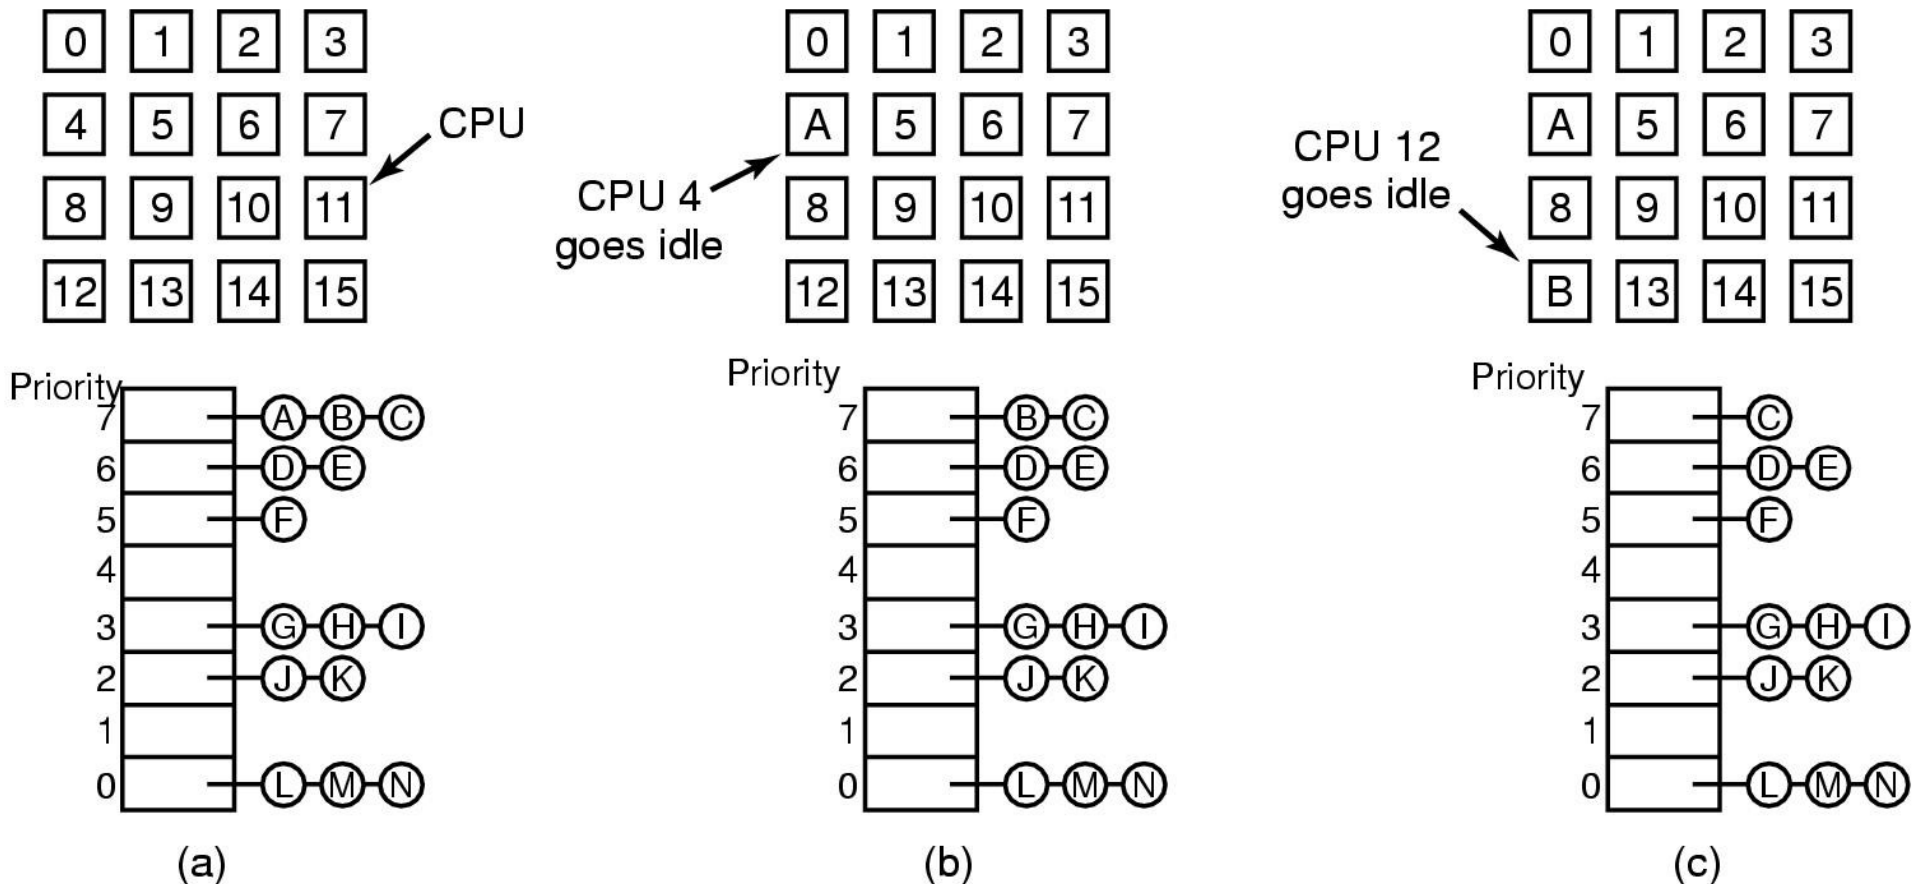 0 1 2 3
4 5 6 7
CPU
8 9 10 11
12 13 14 15
Priority
7 A B C
6 D E
5 F
4
3 G H I
2 J K
1
0 L M N
(a)
0 1 2 3
A 5 6 7
CPU 4
goes idle
8 9 10 11
12 13 14 15
Priority
7 B C
6 D E
5 F
4
3 G H I
2 J K
1
0 L M N
(b)
0 1 2 3
A 5 6 7
CPU 12
goes idle
8 9 10 11
B 13 14 15
Priority
7 C
6 D E
5 F
4
3 G H I
2 J K
1
0 L M N
(c)